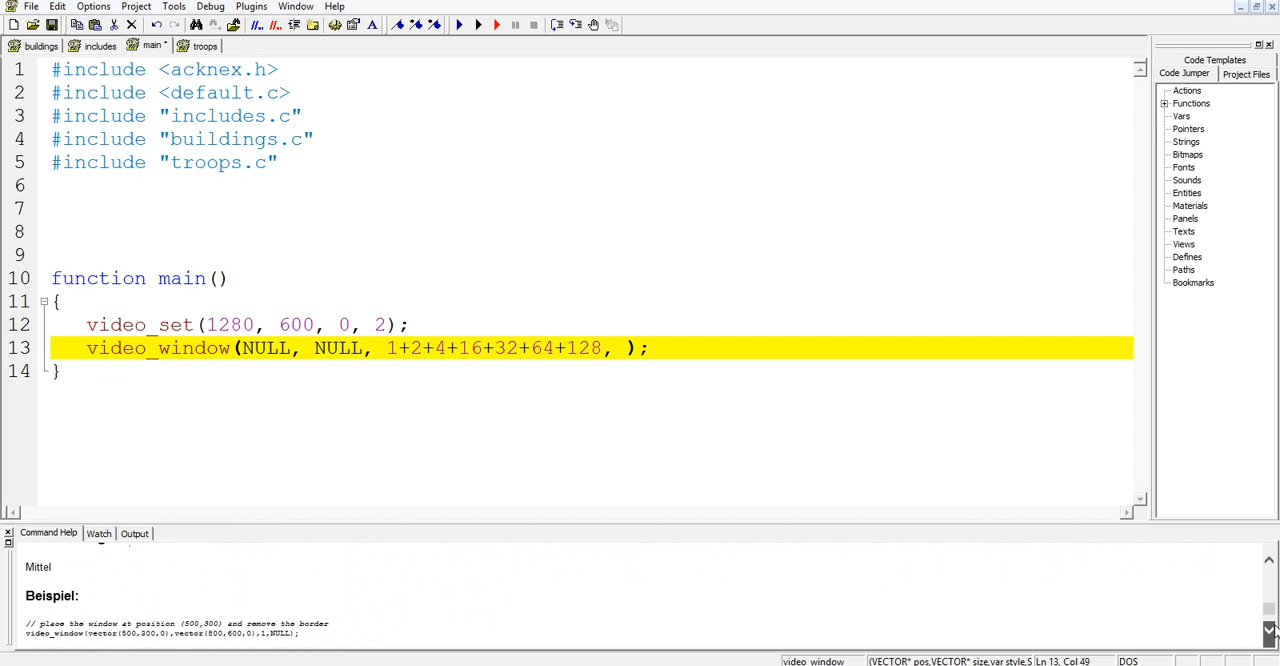 File Edit Options Project Tools Debug Plugins Window Help
buildings includes main * troops
1 #include <acknex.h>
2 #include <default.c>
3 #include "includes.c"
4 #include "buildings.c"
5 #include "troops.c"
6
7
8
9
10 function main()
11 {
12 video_set(1280, 600, 0, 2);
13 video_window(NULL, NULL, 1+2+4+16+32+64+128, );
14 }
Code Templates
Code Jumper Project Files
Actions
Functions
Vars
Pointers
Strings
Bitmaps
Fonts
Sounds
Entities
Materials
Panels
Texts
Views
Defines
Paths
Bookmarks
Command Help Watch Output
Mittel
Beispiel:
// place the window at position (500,300) and remove the border
video_window(vector(500,300,0),vector(800,600,0),1,NULL);
video_window (VECTOR* pos,VECTOR* size,var style,S Ln 13, Col 49 DOS